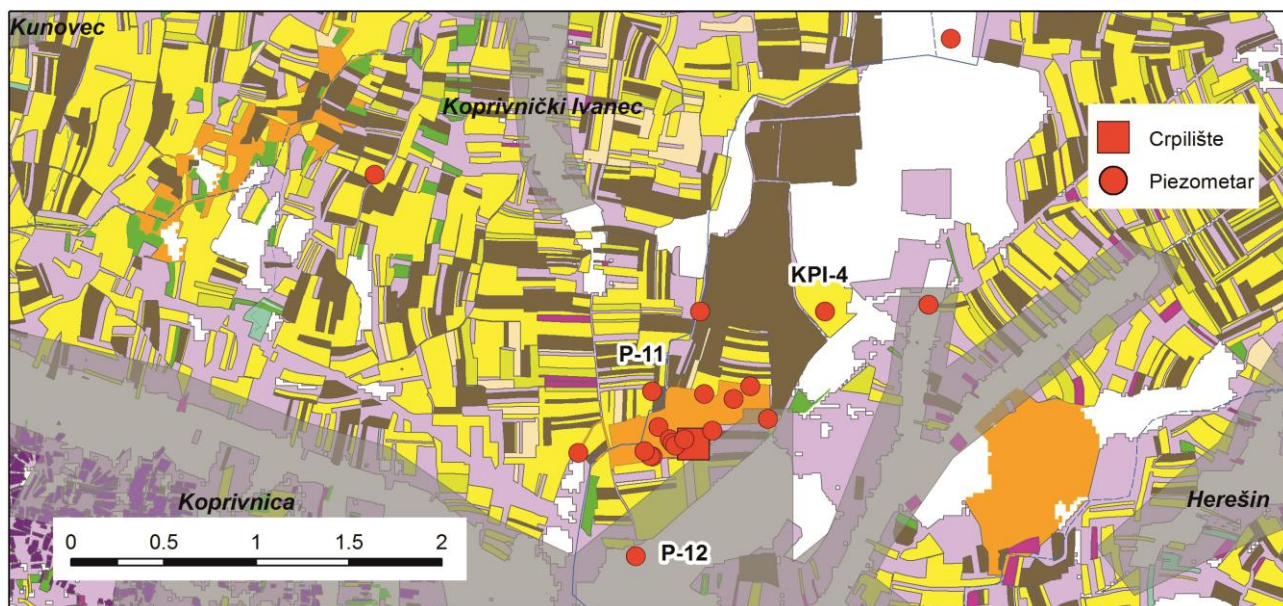 Kunovec
Koprivnički Ivanec
Crpilište
Piezometar
KPI-4
P-11
Koprivnica
Herešin
P-12
0 0.5 1 1.5 2